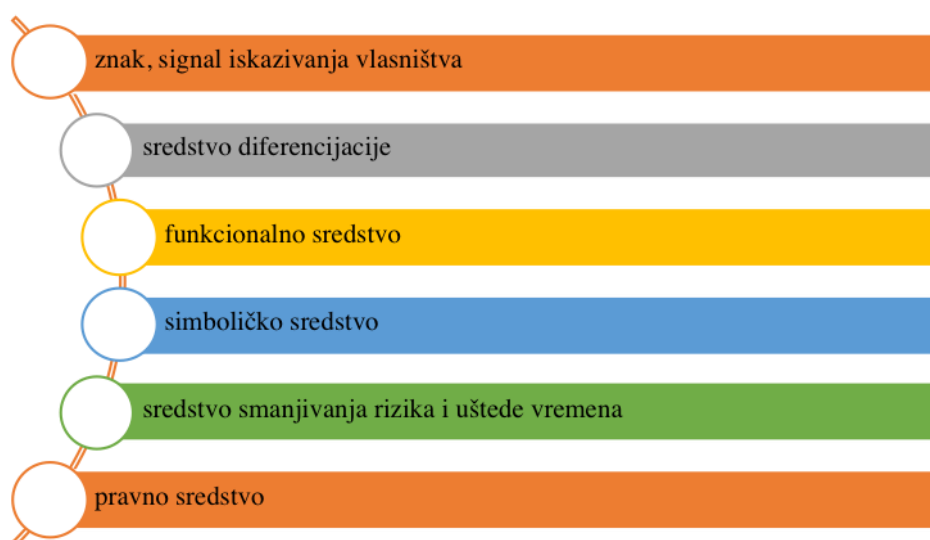 znak, signal iskazivanja vlasništva
sredstvo diferencijacije
funkcionalno sredstvo
simboličko sredstvo
sredstvo smanjivanja rizika i uštede vremena
pravno sredstvo